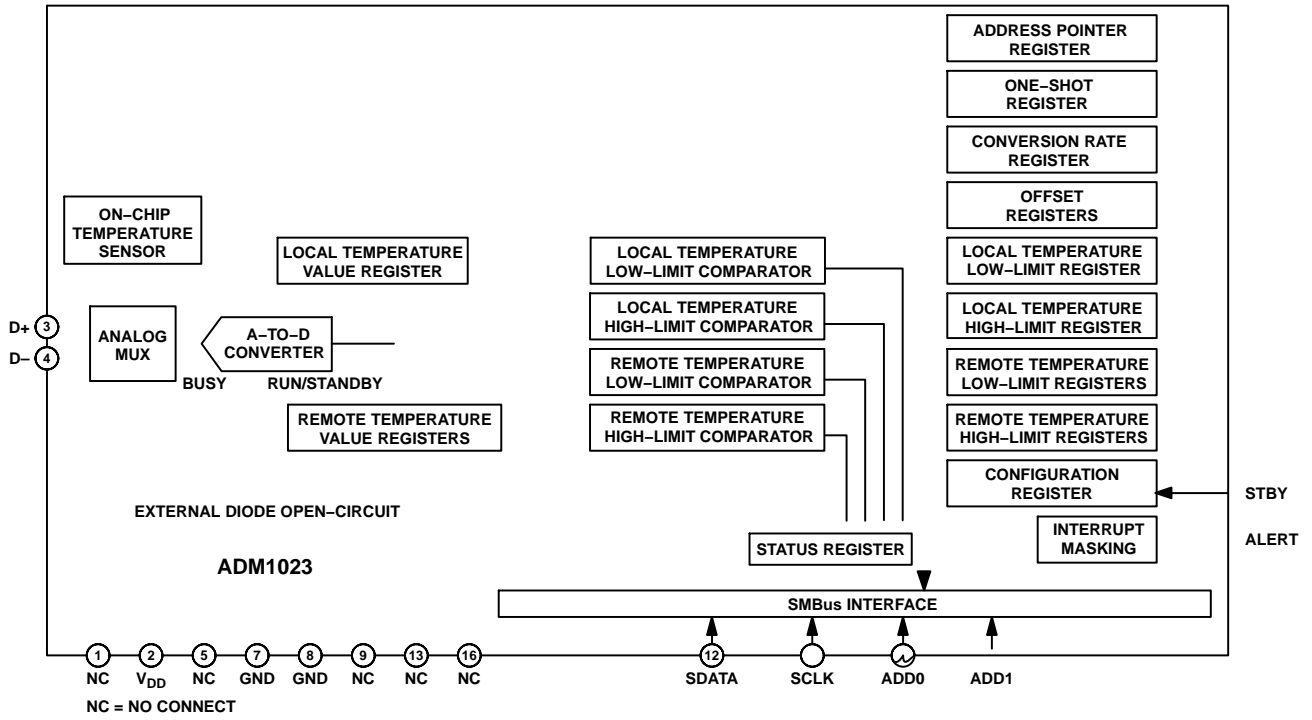 ADDRESS POINTER
REGISTER
ONE–SHOT
REGISTER
CONVERSION RATE
REGISTER
OFFSET
REGISTERS
ON–CHIP
TEMPERATURE
SENSOR
LOCAL TEMPERATURE
VALUE REGISTER
LOCAL TEMPERATURE
LOW–LIMIT COMPARATOR
LOCAL TEMPERATURE
LOW–LIMIT REGISTER
D+ 3
D– 4
ANALOG
MUX
A–TO–D
CONVERTER
BUSY
RUN/STANDBY
LOCAL TEMPERATURE
HIGH–LIMIT COMPARATOR
LOCAL TEMPERATURE
HIGH–LIMIT REGISTER
REMOTE TEMPERATURE
LOW–LIMIT COMPARATOR
REMOTE TEMPERATURE
LOW–LIMIT REGISTERS
REMOTE TEMPERATURE
VALUE REGISTERS
REMOTE TEMPERATURE
HIGH–LIMIT COMPARATOR
REMOTE TEMPERATURE
HIGH–LIMIT REGISTERS
CONFIGURATION
REGISTER
STBY
EXTERNAL DIODE OPEN–CIRCUIT
STATUS REGISTER
INTERRUPT
MASKING
ALERT
ADM1023
SMBus INTERFACE
1 2 5 7 8 9 13 16 12
NC VDD NC GND GND NC NC NC SDATA SCLK ADD0 ADD1
NC = NO CONNECT